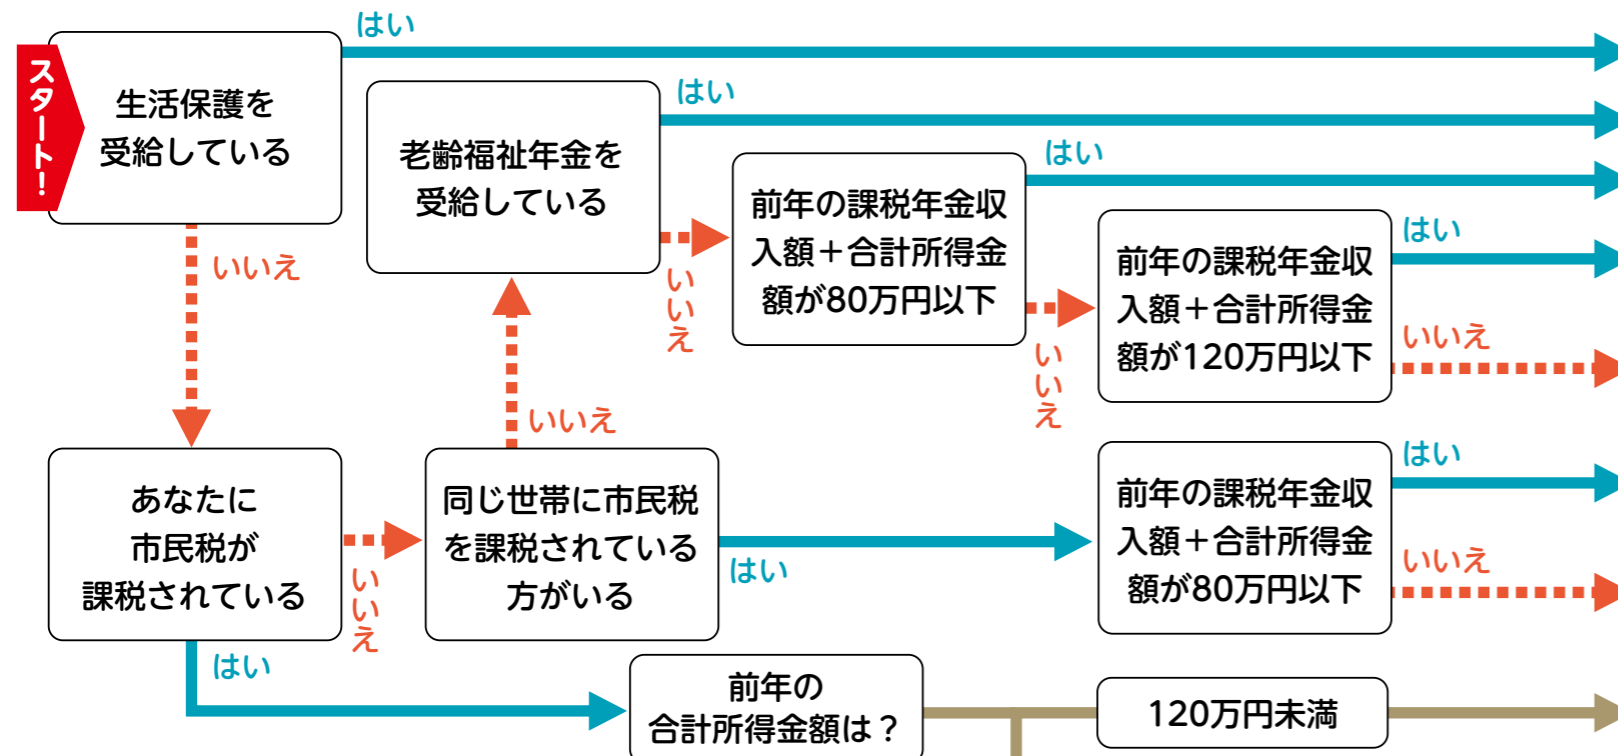 スタート！
生活保護を
受給している
はい
いいえ
老齢福祉年金を
受給している
はい
いいえ
前年の課税年金収
入額＋合計所得金
額が80万円以下
はい
いいえ
前年の課税年金収
入額＋合計所得金
額が120万円以下
はい
いいえ
あなたに
市民税が
課税されている
いいえ
はい
同じ世帯に市民税
を課税されている
方がいる
いいえ
はい
前年の課税年金収
入額＋合計所得金
額が80万円以下
はい
いいえ
前年の
合計所得金額は？
120万円未満